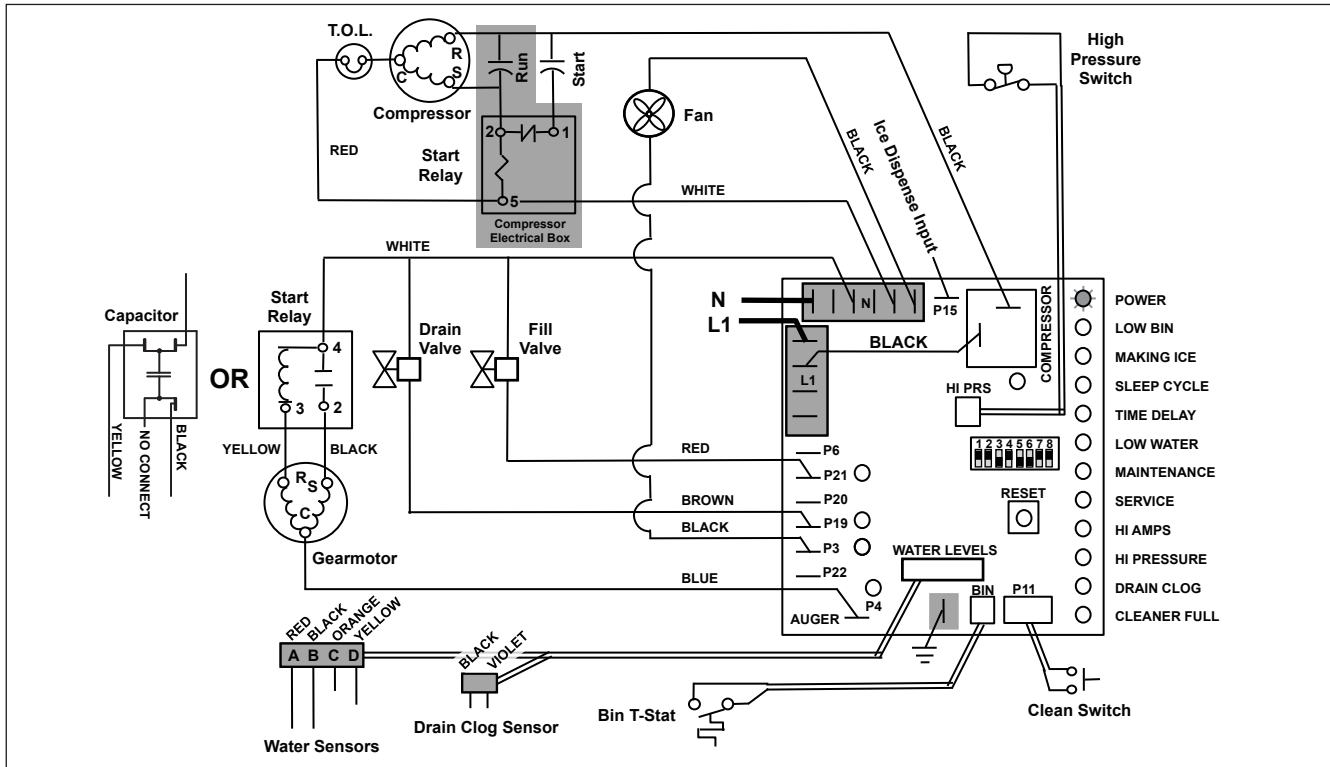 T.O.L.
R
S
C
Compressor
Run
Start
2
1
Start
Relay
5
Compressor
Electrical Box
RED
WHITE
Fan
BLACK
Ice Dispense Input
BLACK
High
Pressure
Switch
WHITE
Capacitor
YELLOW
NO CONNECT
BLACK
OR
Start
Relay
4
3
2
YELLOW
BLACK
R
S
C
Gearmotor
Drain
Valve
Fill
Valve
N
L1
N
P15
BLACK
COMPRESSOR
L1
HI PRS
1 2 3 4 5 6 7 8
RESET
RED
BROWN
BLACK
BLUE
P6
P21
P20
P19
P3
P22
P4
AUGER
WATER LEVELS
BIN
P11
POWER
LOW BIN
MAKING ICE
SLEEP CYCLE
TIME DELAY
LOW WATER
MAINTENANCE
SERVICE
HI AMPS
HI PRESSURE
DRAIN CLOG
CLEANER FULL
RED
BLACK
ORANGE
YELLOW
A B C D
Water Sensors
BLACK
VIOLET
Drain Clog Sensor
Bin T-Stat
Clean Switch